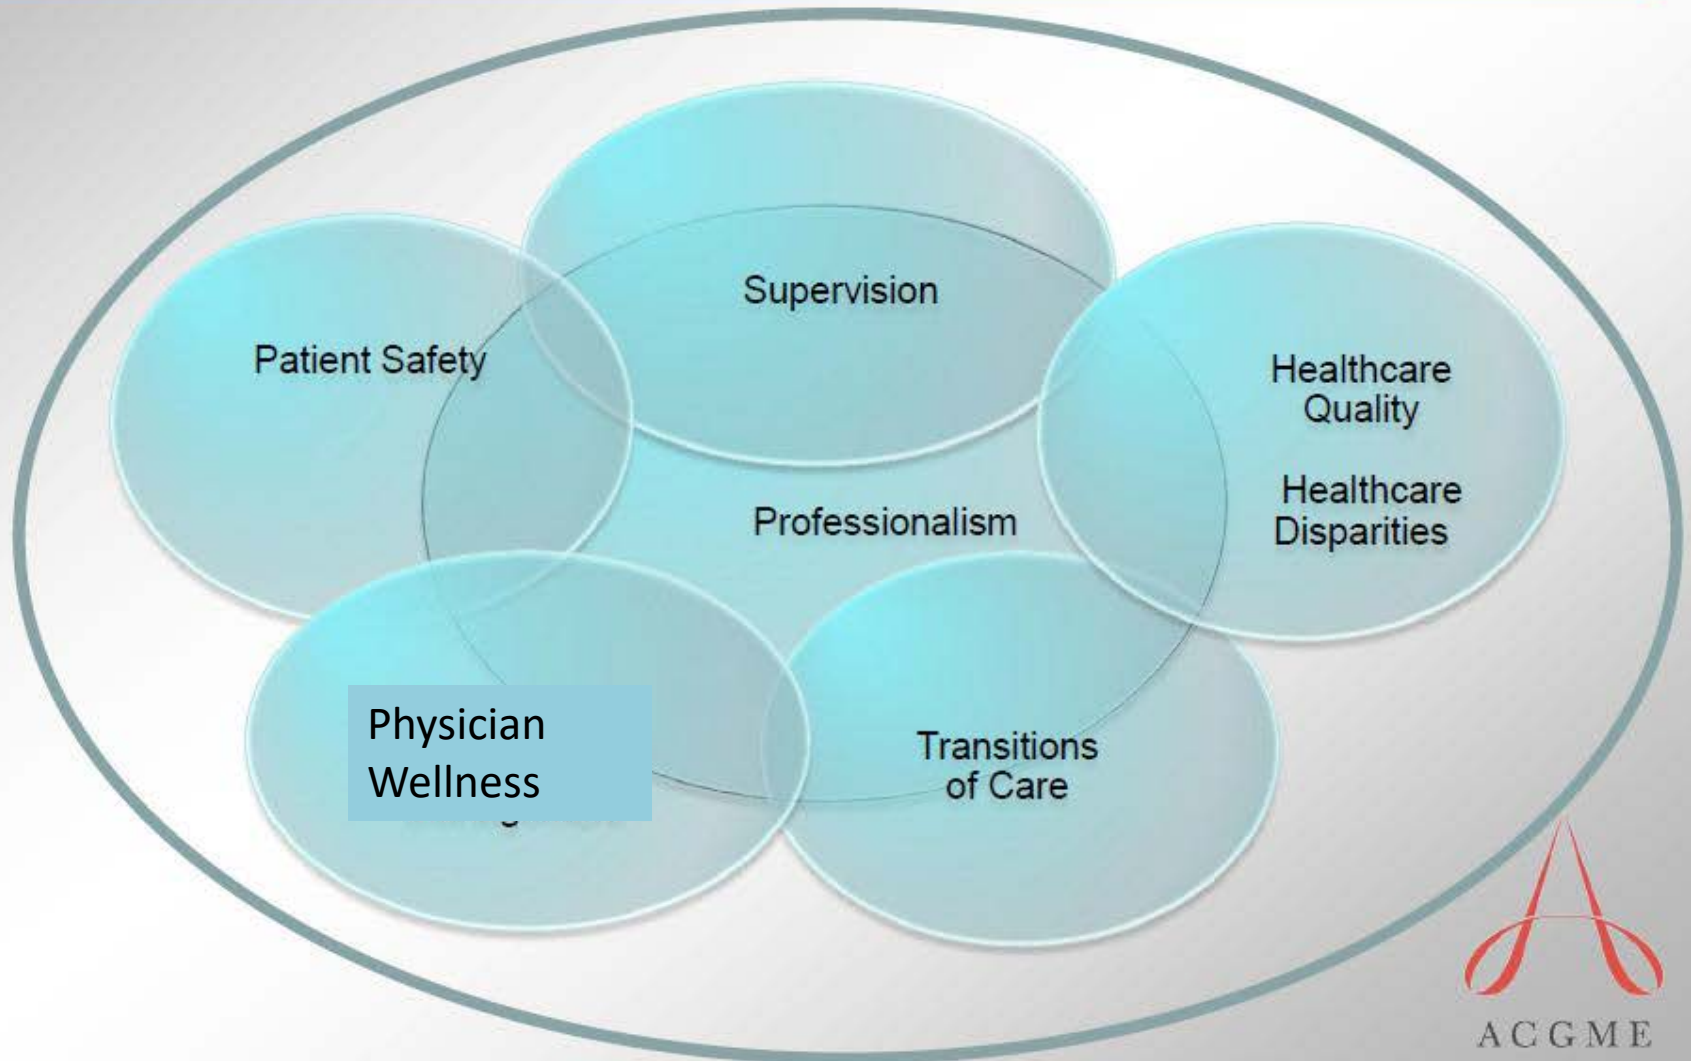 Supervision
Patient Safety
Healthcare
Quality
Healthcare
Disparities
Professionalism
Physician
Wellness
Transitions
of Care
ACGME